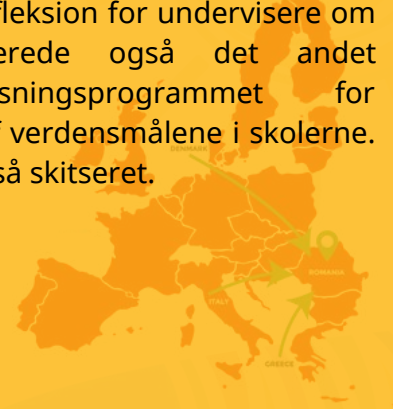 fleksion for undervisere om
erede også det andet
sningsprogrammet for
f verdensmålene i skolerne.
så skitseret.
DENMARK
ROMANIA
ITALY
GREECE